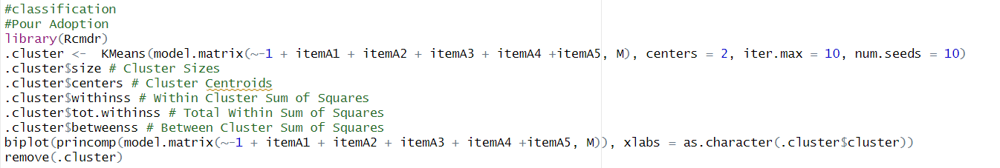 #classification
#Pour Adoption
library(Rcmdr)
.cluster <-  KMeans(model.matrix(~-1 + itemA1 + itemA2 + itemA3 + itemA4 +itemA5, M), centers = 2, iter.max = 10, num.seeds = 10)
.cluster$size # Cluster Sizes
.cluster$centers # Cluster Centroids
.cluster$withinss # Within Cluster Sum of Squares
.cluster$tot.withinss # Total Within Sum of Squares
.cluster$betweenss # Between Cluster Sum of Squares
biplot(princomp(model.matrix(~-1 + itemA1 + itemA2 + itemA3 + itemA4 +itemA5, M)), xlabs = as.character(.cluster$cluster))
remove(.cluster)